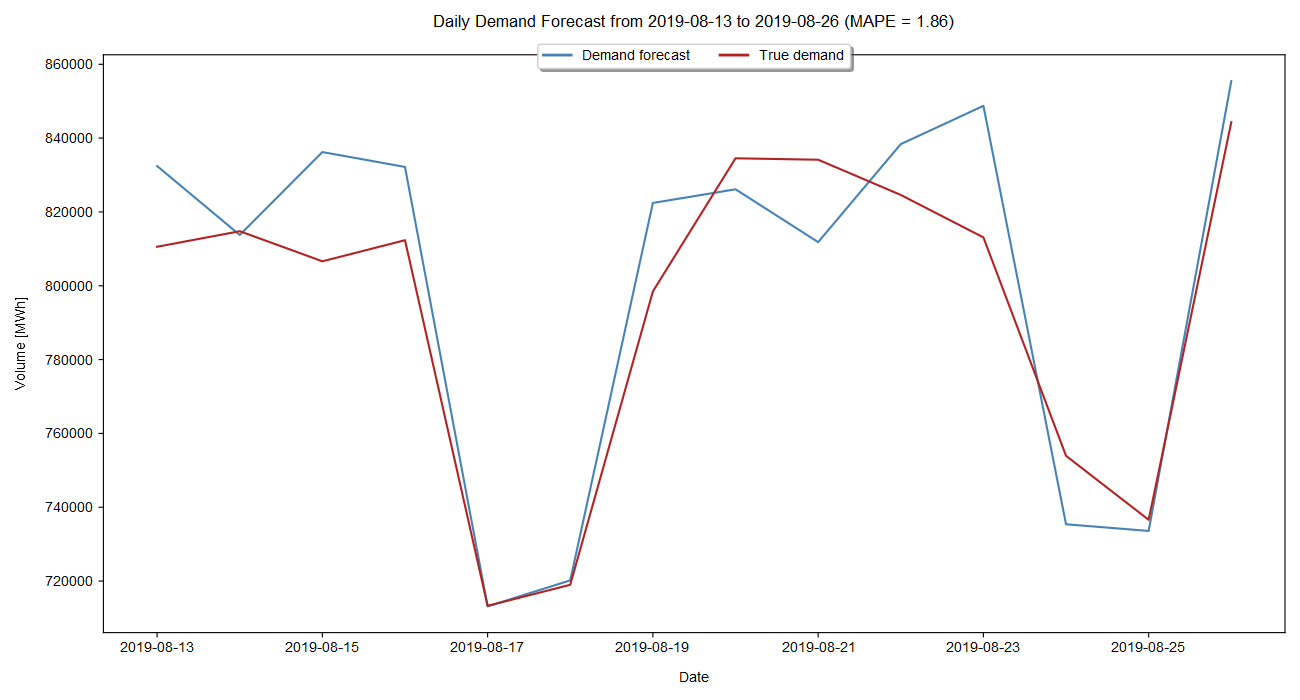 Daily Demand Forecast from 2019-08-13 to 2019-08-26 (MAPE = 1.86)
Demand forecast True demand
860000
840000
820000
800000
780000
760000
740000
720000
Volume [MWh]
2019-08-13 2019-08-15 2019-08-17 2019-08-19 2019-08-21 2019-08-23 2019-08-25
Date